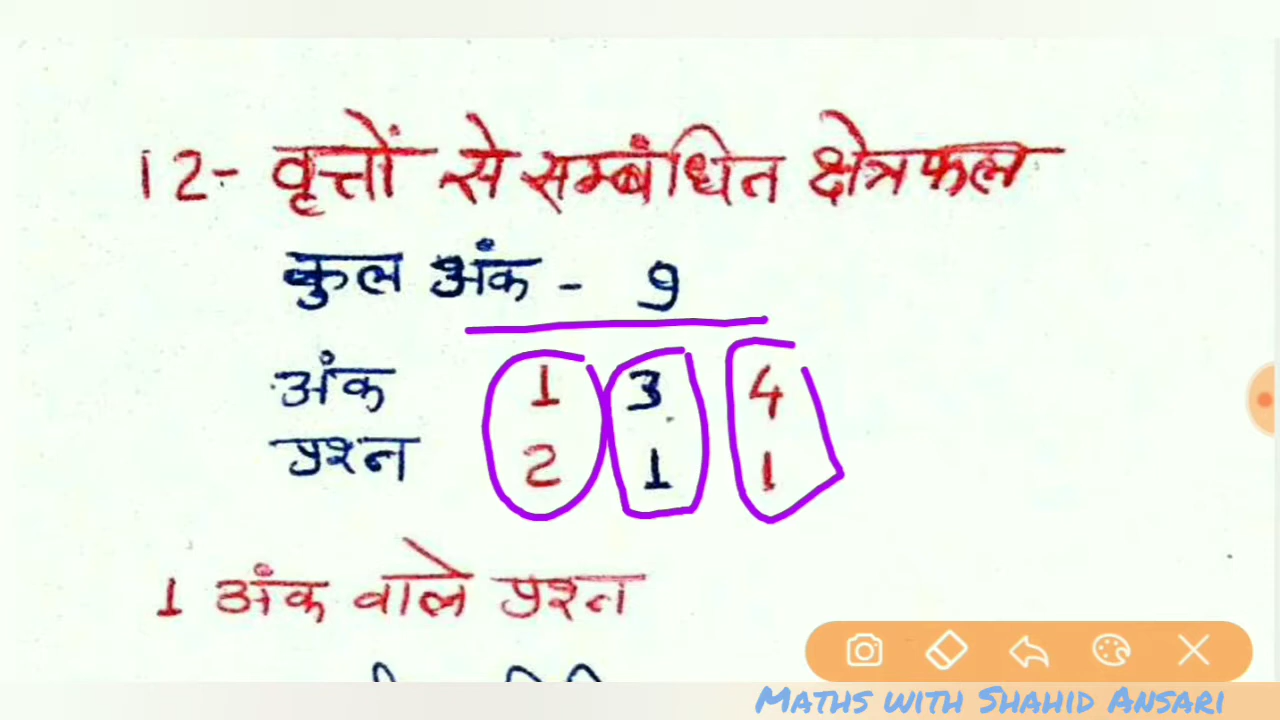 12- वृत्तों से सम्बंधित क्षेत्रफल
कुल अंक - 9
अंक 1 3 4
प्रश्न 2 1 1
1 अंक वाले प्रश्न
MATHS WITH SHAHID ANSARI